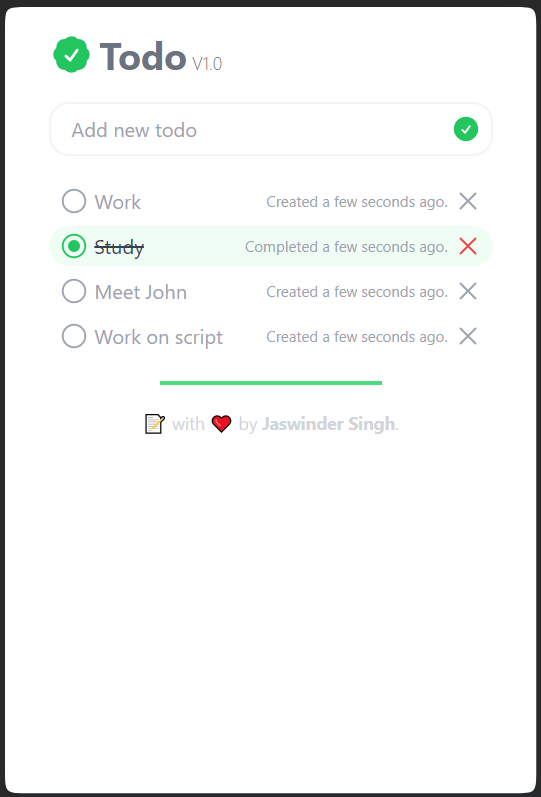 Todo V1.0
Add new todo
Work Created a few seconds ago.
Study Completed a few seconds ago.
Meet John Created a few seconds ago.
Work on script Created a few seconds ago.
📝 with ❤️ by Jaswinder Singh.